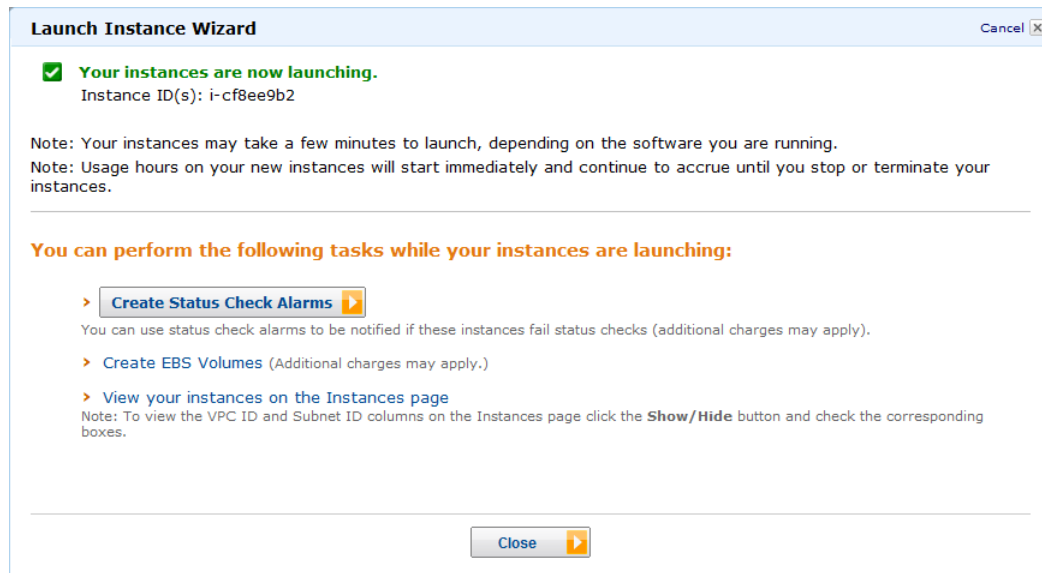 Launch Instance Wizard
Cancel
Your instances are now launching.
Instance ID(s): i-cf8ee9b2
Note: Your instances may take a few minutes to launch, depending on the software you are running.
Note: Usage hours on your new instances will start immediately and continue to accrue until you stop or terminate your
instances.
You can perform the following tasks while your instances are launching:
Create Status Check Alarms
You can use status check alarms to be notified if these instances fail status checks (additional charges may apply).
Create EBS Volumes (Additional charges may apply.)
View your instances on the Instances page
Note: To view the VPC ID and Subnet ID columns on the Instances page click the Show/Hide button and check the corresponding
boxes.
Close